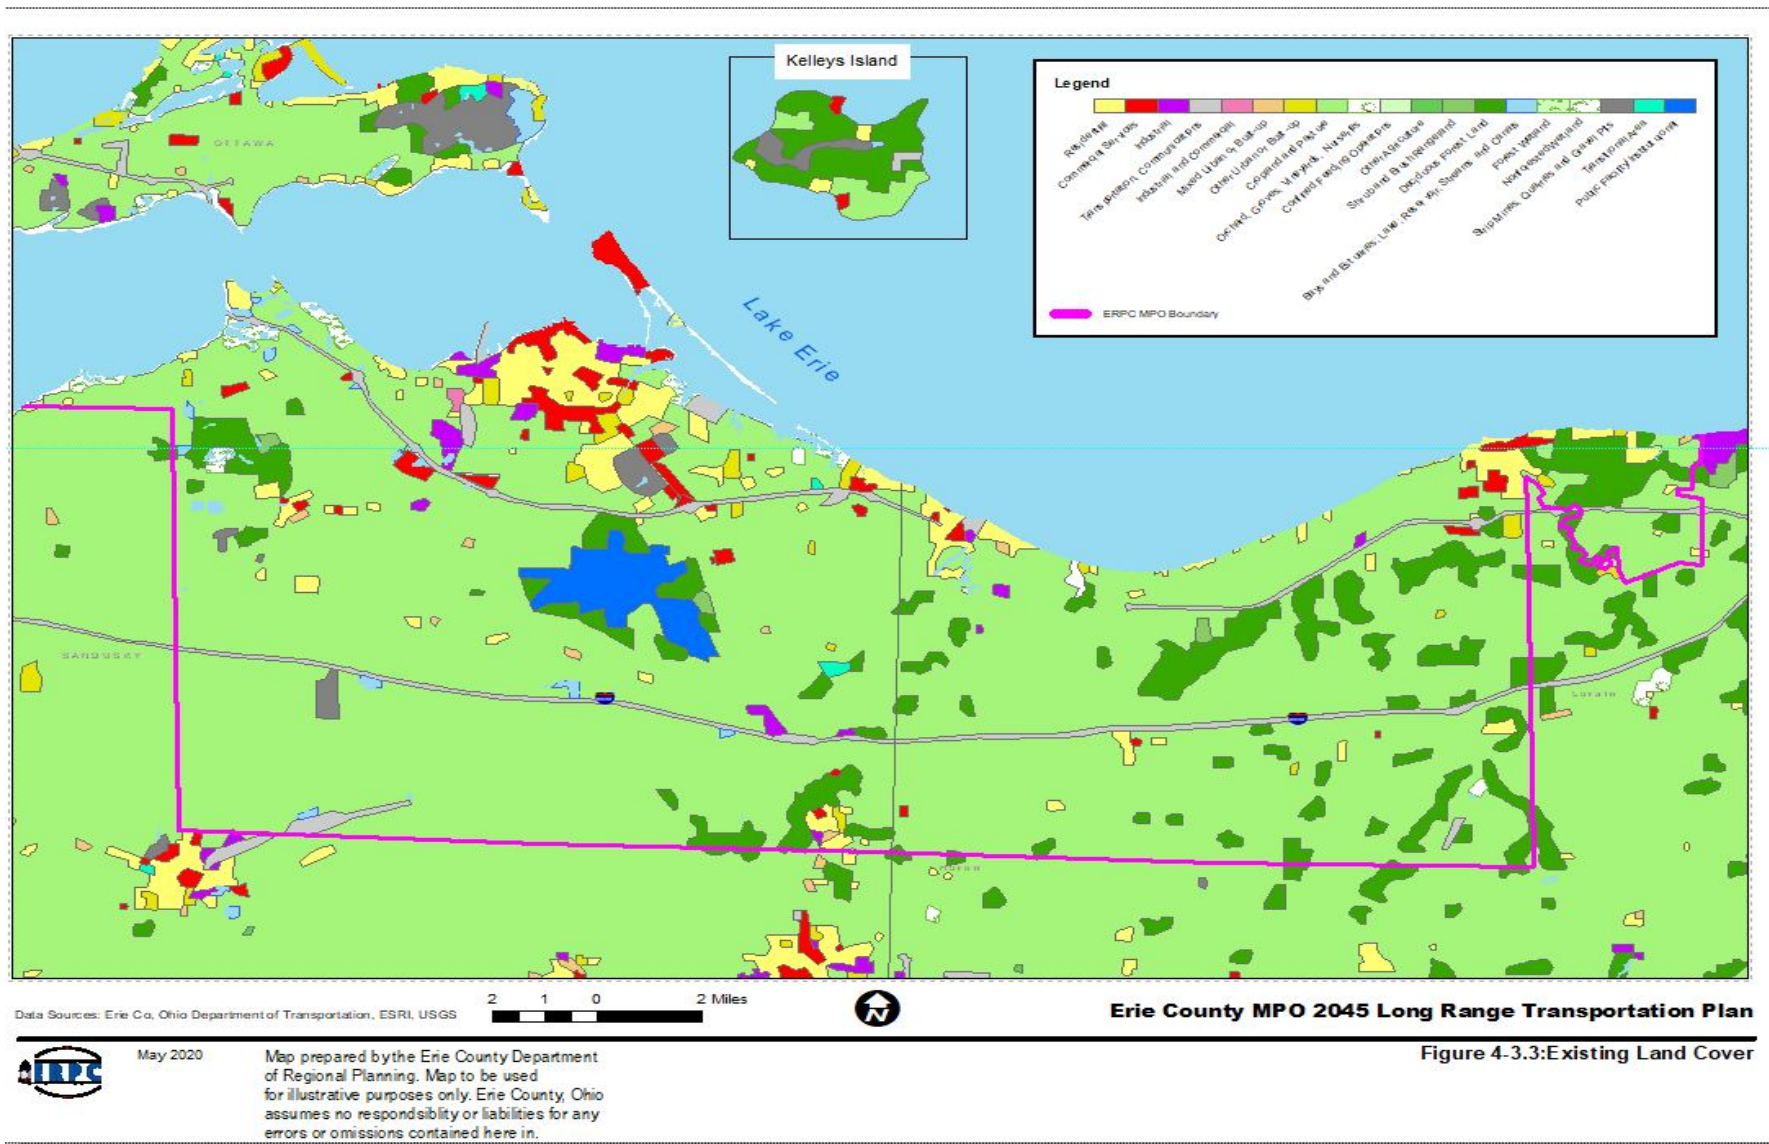 Kelleys Island
Legend
Residential
Commercial Services
Industrial
Transportation, Communications
Industrial and Commercial
Mixed Urban or Built-up
Other Urban or Built-up
Cropland and Pasture
Orchard, Groves, Vineyards, Nurseries
Confined Feeding Operations
Other Agriculture
Shrub and Brush Rangeland
Deciduous Forest Land
Bays and Estuaries, Lake, Reservoir, Streams and Canals
Forest Wetland
Nonforested Wetland
Strip Mines, Quarries and Gravel Pits
Transitional Area
Public Facility/Institutional
ERPC MPO Boundary
OTTAWA
Lake Erie
SANDUSKY
Lorain
Huron
2 1 0 2 Miles
Data Sources: Erie Co, Ohio Department of Transportation, ESRI, USGS
N
Erie County MPO 2045 Long Range Transportation Plan
Figure 4-3.3:Existing Land Cover
ERPC
May 2020
Map prepared by the Erie County Department
of Regional Planning. Map to be used
for illustrative purposes only. Erie County, Ohio
assumes no respondsiblity or liabilities for any
errors or omissions contained here in.